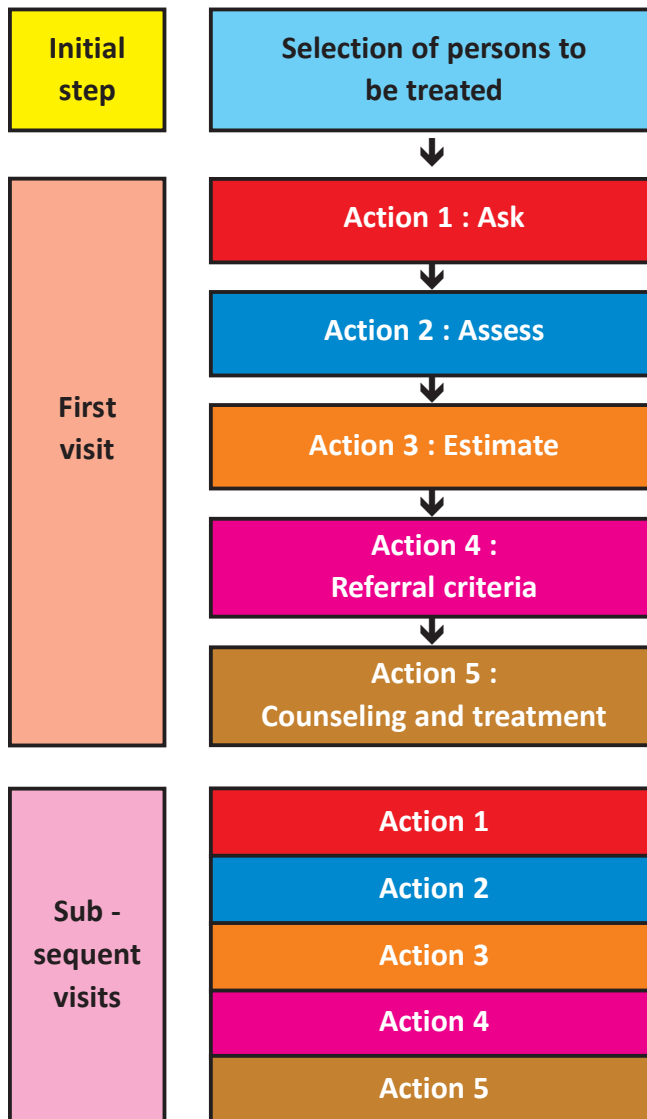 Initial
step
Selection of persons to
be treated
First
visit
Action 1 : Ask
Action 2 : Assess
Action 3 : Estimate
Action 4 :
Referral criteria
Action 5 :
Counseling and treatment
Sub -
sequent
visits
Action 1
Action 2
Action 3
Action 4
Action 5